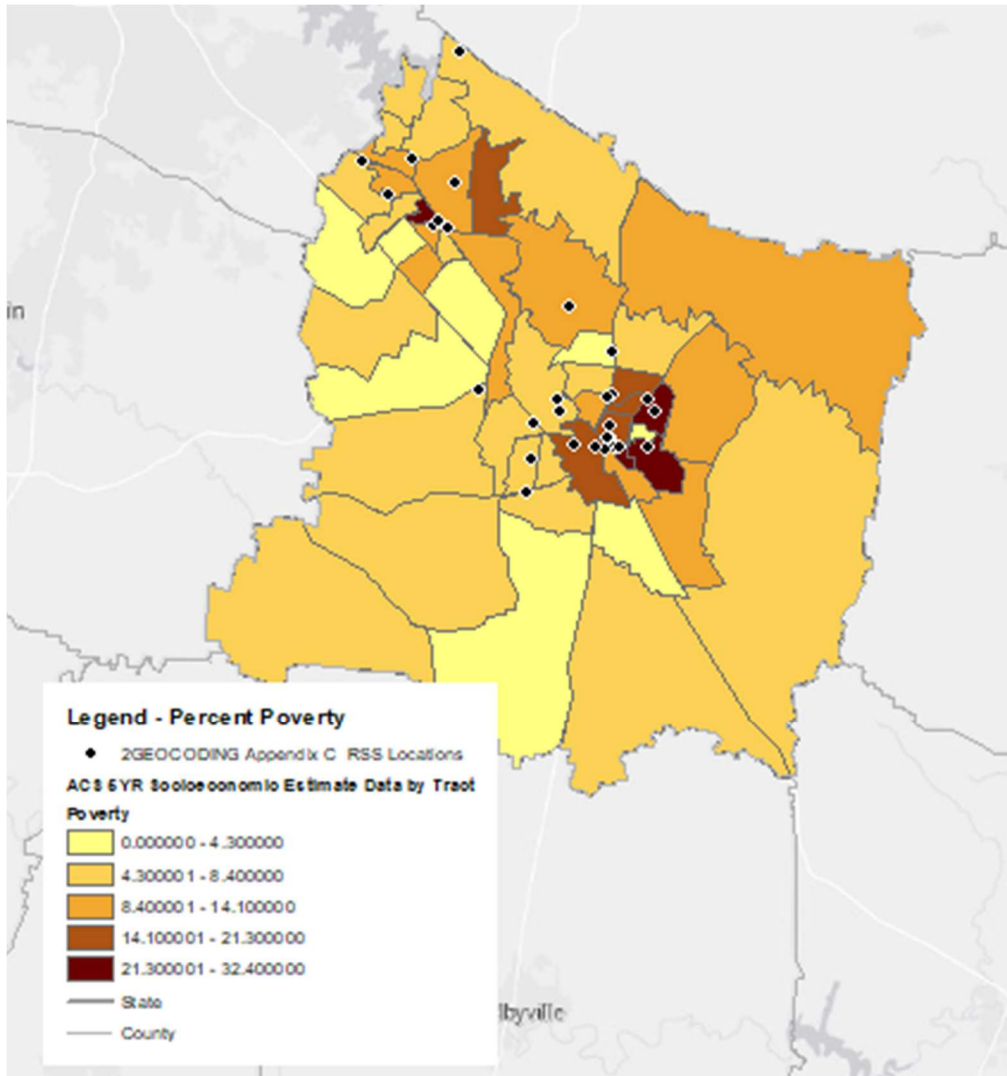 in
Legend - Percent Poverty
2GEOCODING Appendix C RSS Locations
ACS 5YR Socioeconomic Estimate Data by Tract
Poverty
0.000000 - 4.300000
4.300001 - 8.400000
8.400001 - 14.100000
14.100001 - 21.300000
21.300001 - 32.400000
State
County
lbyville